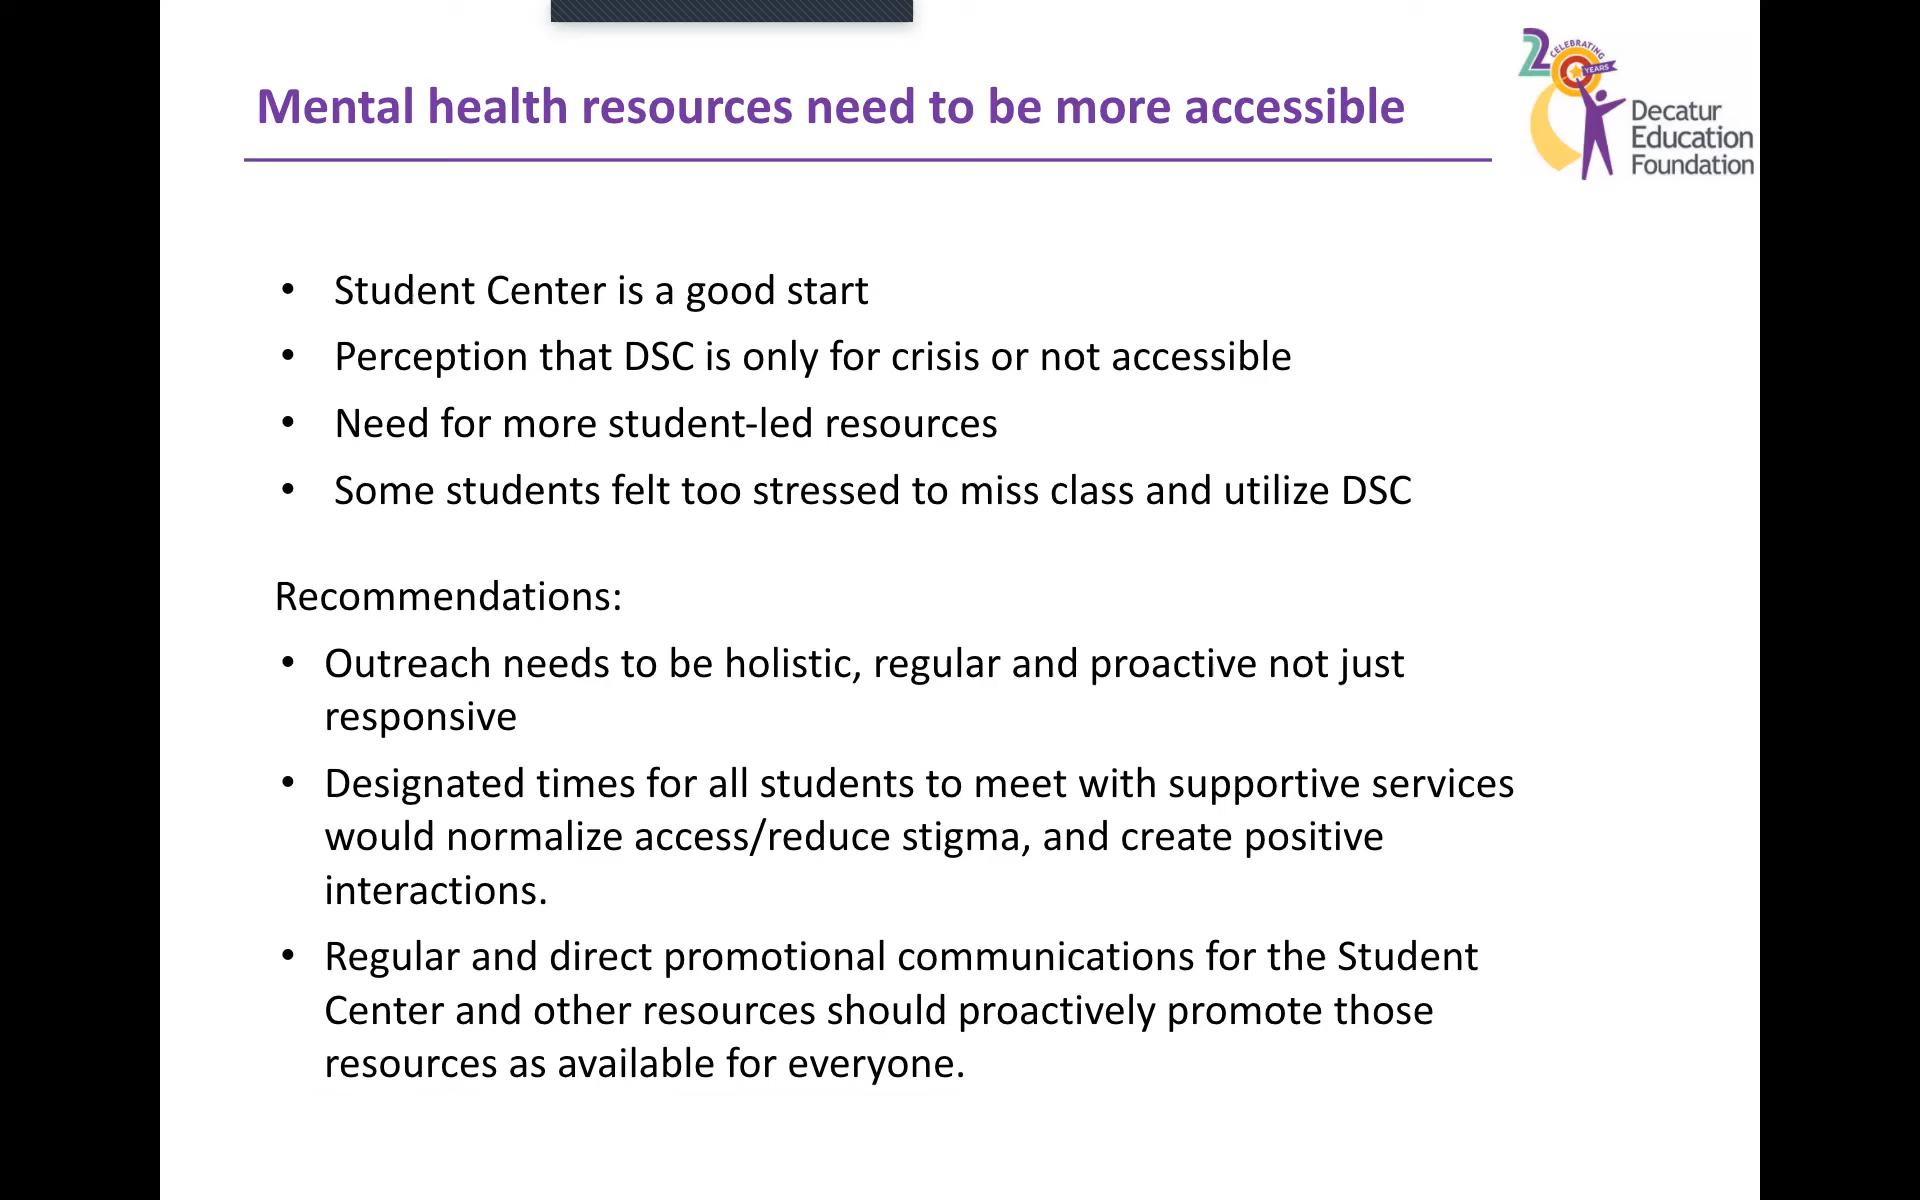 Mental health resources need to be more accessible
20
CELEBRATING
YEARS
Decatur
Education
Foundation
• Student Center is a good start
• Perception that DSC is only for crisis or not accessible
• Need for more student-led resources
• Some students felt too stressed to miss class and utilize DSC
Recommendations:
• Outreach needs to be holistic, regular and proactive not just
responsive
• Designated times for all students to meet with supportive services
would normalize access/reduce stigma, and create positive
interactions.
• Regular and direct promotional communications for the Student
Center and other resources should proactively promote those
resources as available for everyone.